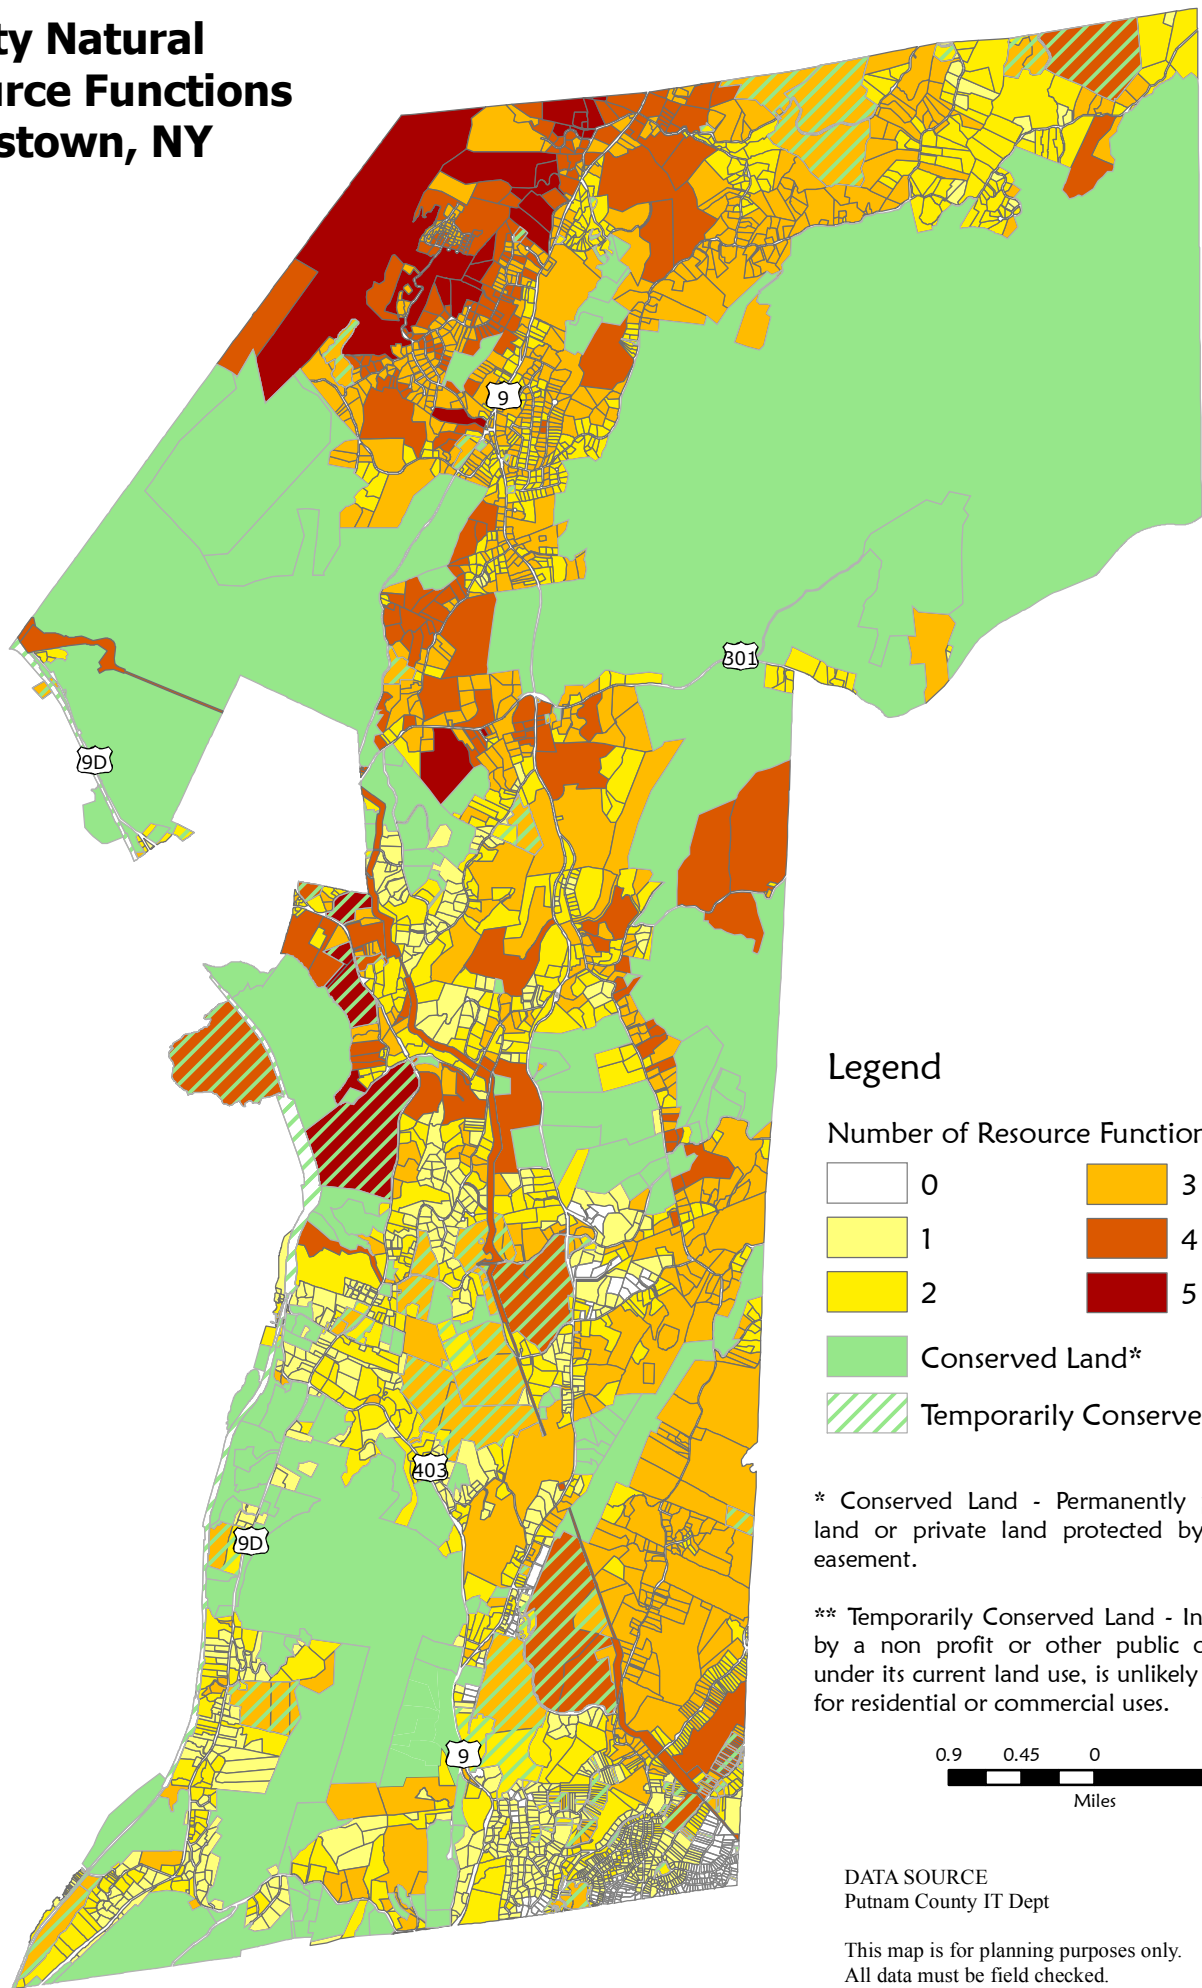 ty Natural
urce Functions
stown, NY
9
301
9D
Legend
Number of Resource Function
0
3
1
4
2
5
Conserved Land*
Temporarily Conserve
403
* Conserved Land - Permanently
land or private land protected by
easement.
9D
** Temporarily Conserved Land - In
by a non profit or other public o
under its current land use, is unlikely
for residential or commercial uses.
9
0.9 0.45 0
Miles
DATA SOURCE
Putnam County IT Dept
This map is for planning purposes only.
All data must be field checked.